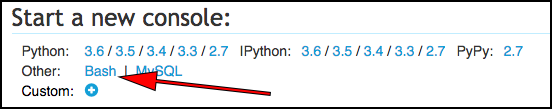 Start a new console:
Python: 3.6 / 3.5 / 3.4 / 3.3 / 2.7 IPython: 3.6 / 3.5 / 3.4 / 3.3 / 2.7 PyPy: 2.7
Other: Bash | MySQL
Custom: